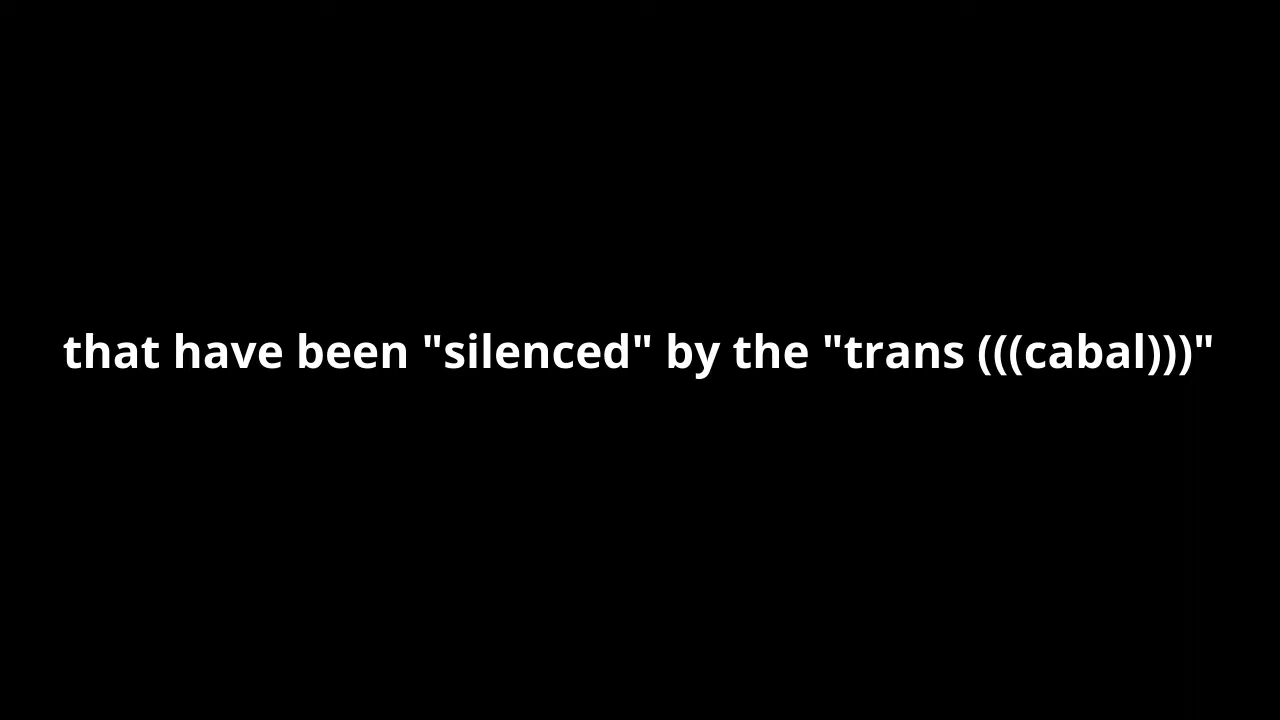 that have been "silenced" by the "trans (((cabal)))"